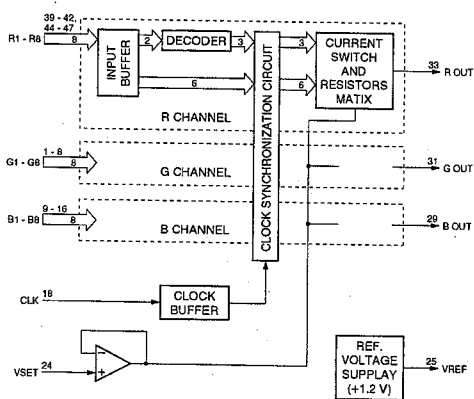 39 - 42,
44 - 47
R1 - R8
8
INPUT
BUFFER
2
DECODER
3
6
CLOCK SYNCHRONIZATION CIRCUIT
3
6
CURRENT
SWITCH
AND
RESISTORS
MATIX
33
R OUT
R CHANNEL
1 - 8
G1 - G8
8
G CHANNEL
31
G OUT
9 - 16
B1 - B8
8
B CHANNEL
29
B OUT
CLK
18
CLOCK
BUFFER
VSET
24
−
+
REF.
VOLTAGE
SUPPLAY
(+1.2 V)
25
VREF